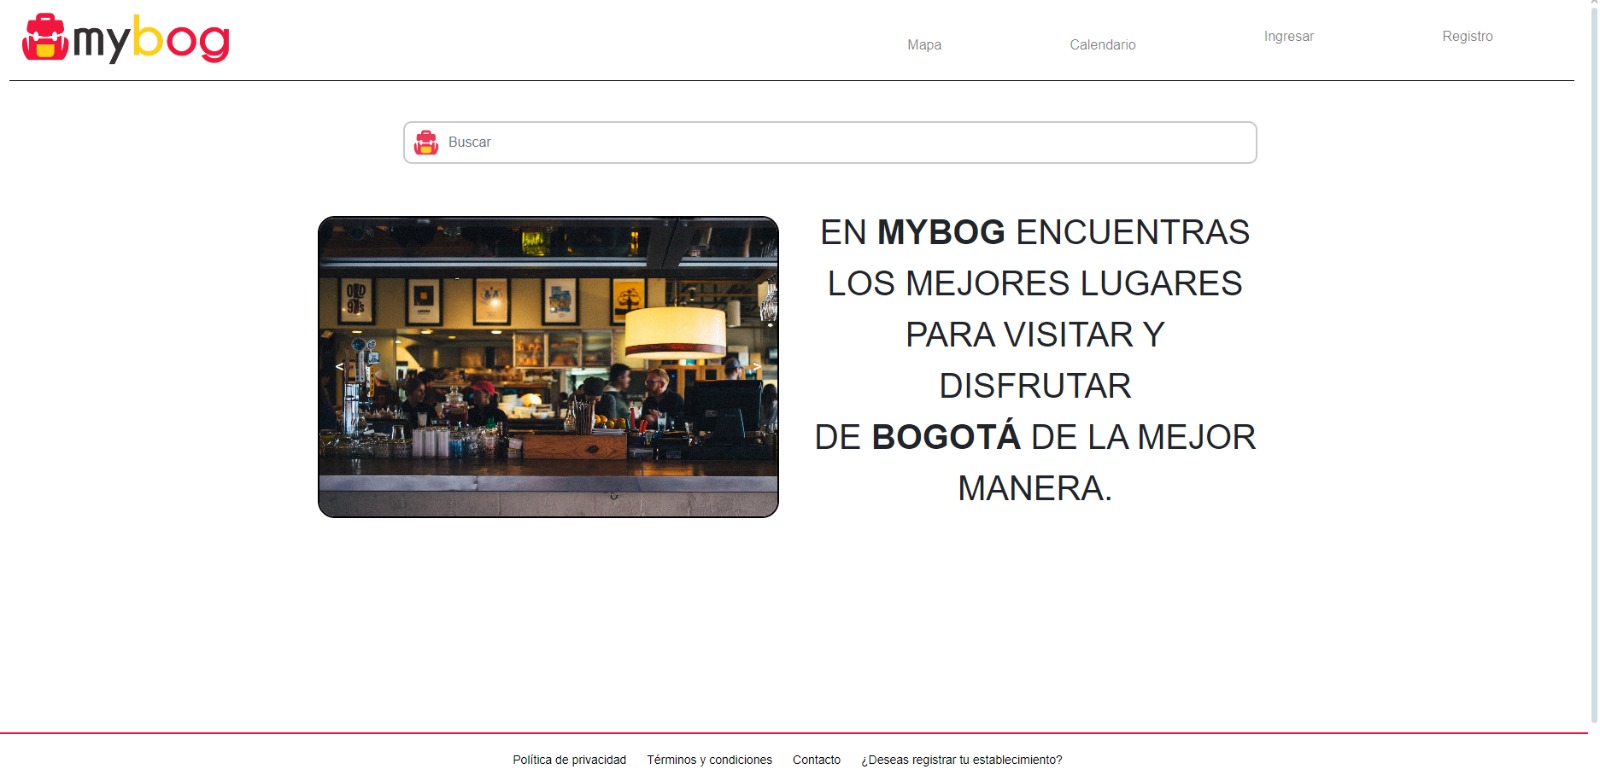 mybog
Mapa
Calendario
Ingresar
Registro
Buscar
EN MYBOG ENCUENTRAS
LOS MEJORES LUGARES
PARA VISITAR Y
DISFRUTAR
DE BOGOTÁ DE LA MEJOR
MANERA.
<
>
Política de privacidad
Términos y condiciones
Contacto
¿Deseas registrar tu establecimiento?